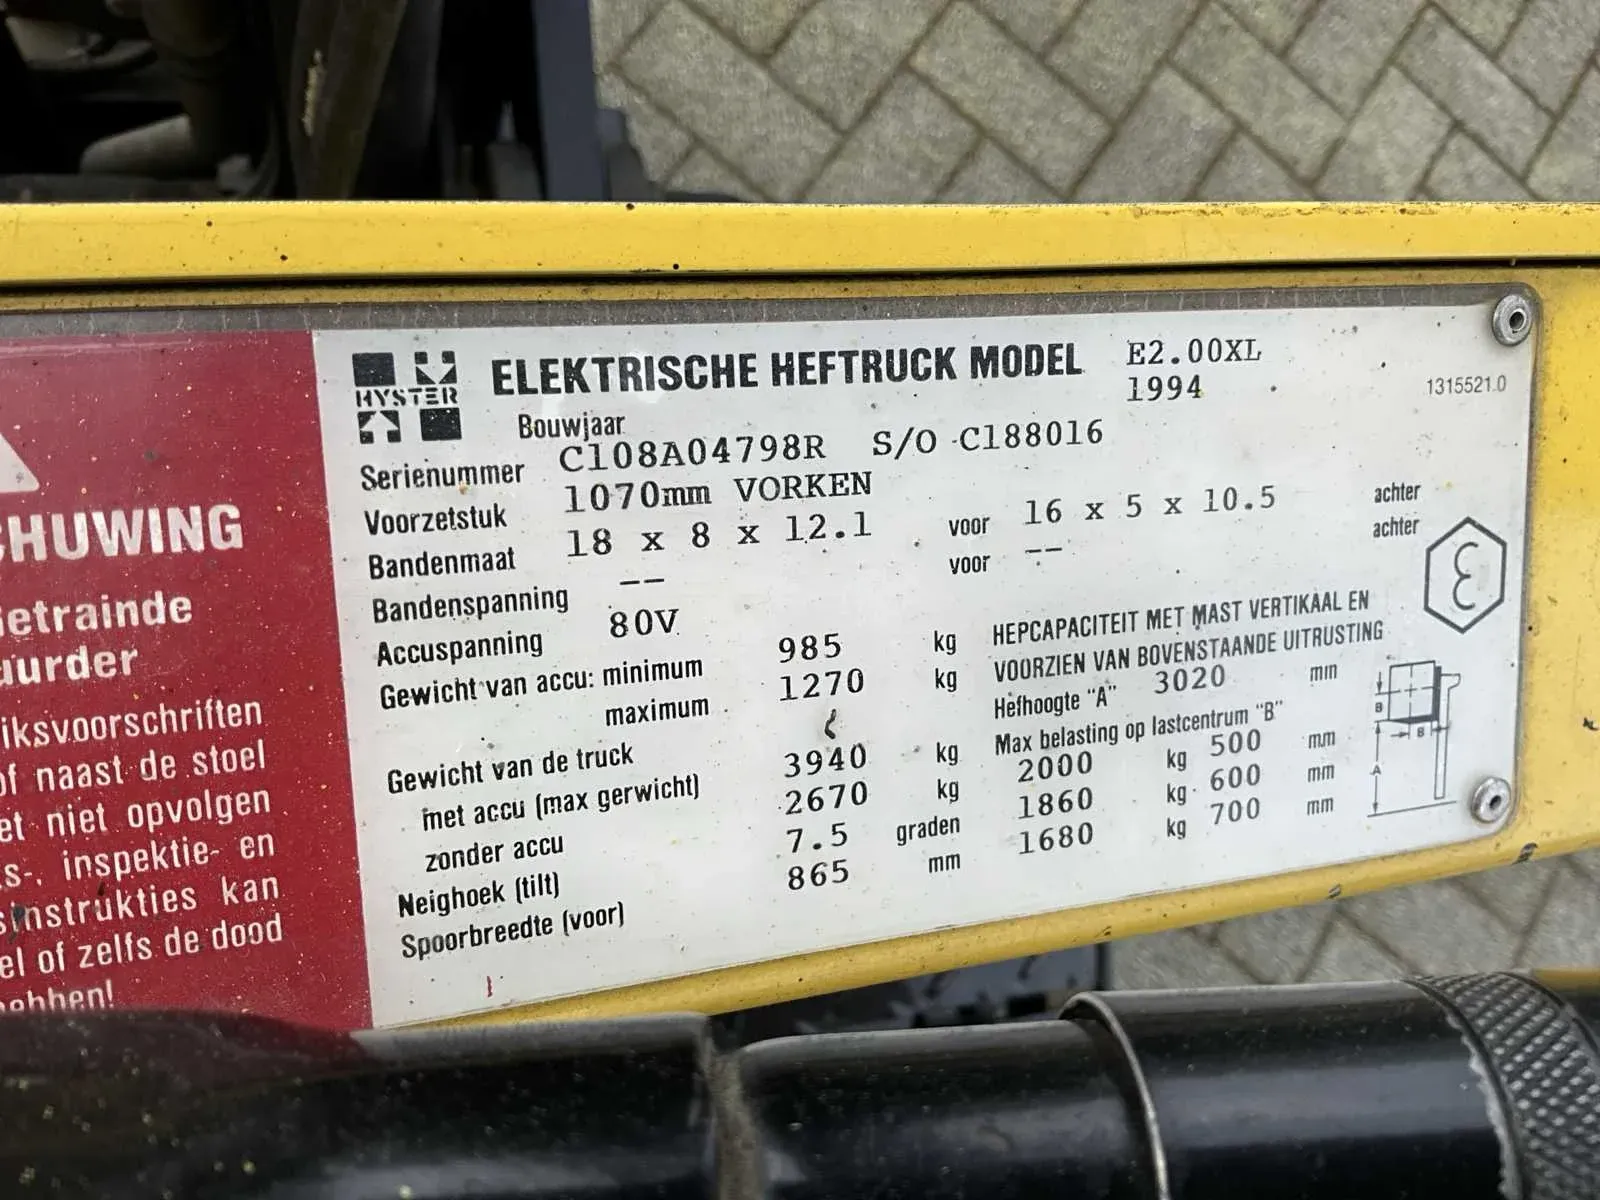 HYSTER
ELEKTRISCHE HEFTRUCK MODEL E2.00XL
Bouwjaar 1994
1315521.0
Serienummer C108A04798R S/O C188016
Voorzetstuk 1070mm VORKEN
Bandenmaat 18 x 8 x 12.1 voor 16 x 5 x 10.5 achter
Bandenspanning -- voor -- achter
Accuspanning 80V
Gewicht van accu: minimum 985 kg
maximum 1270 kg
Gewicht van de truck
met accu (max gerwicht) 3940 kg
zonder accu 2670 kg
Neighoek (tilt) 7.5 graden
Spoorbreedte (voor) 865 mm
HEPCAPACITEIT MET MAST VERTIKAAL EN
VOORZIEN VAN BOVENSTAANDE UITRUSTING
Hefhoogte "A" 3020 mm
Max belasting op lastcentrum "B"
2000 kg 500 mm
1860 kg 600 mm
1680 kg 700 mm
B
B
A
CHUWING
etrainde
uurder
iksvoorschriften
of naast de stoel
et niet opvolgen
s-, inspektie- en
sinstrukties kan
el of zelfs de dood
hebben!